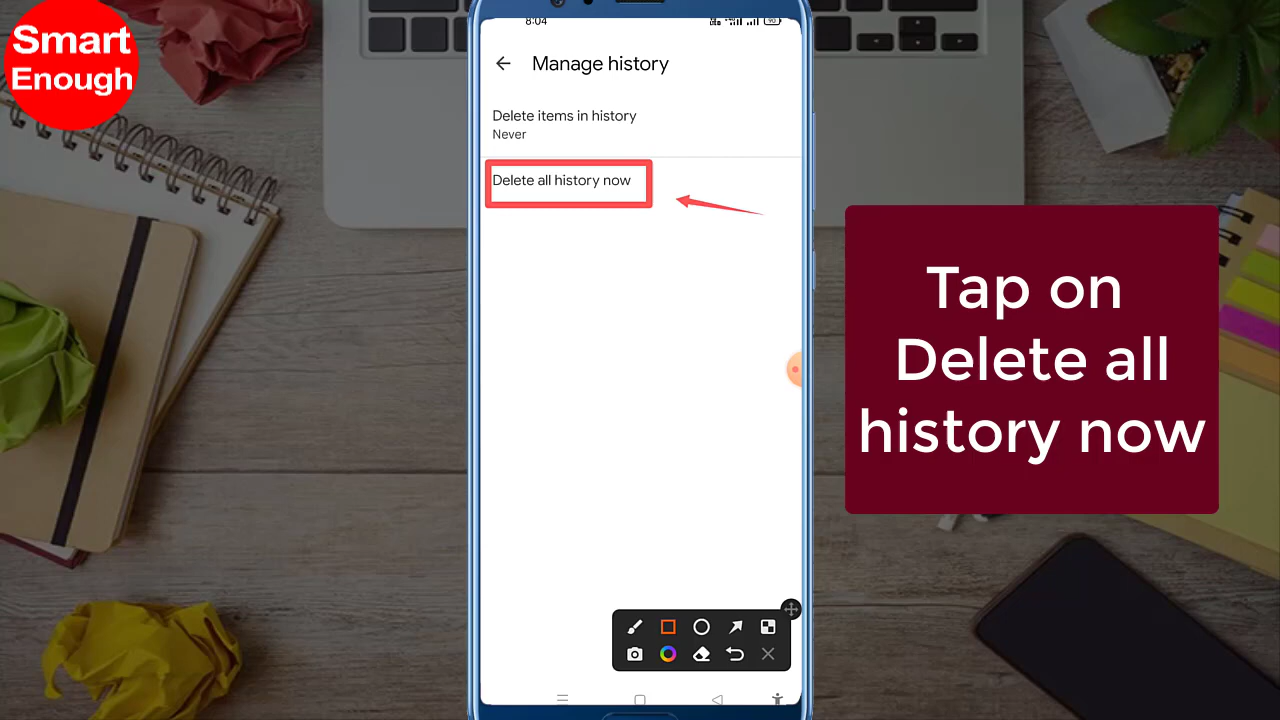 Smart
Enough
8:04
90
Manage history
Delete items in history
Never
Delete all history now
Tap on
Delete all
history now